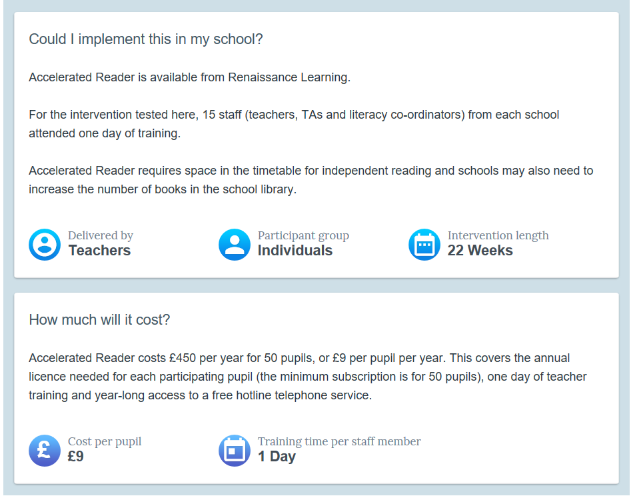 Could I implement this in my school?
Accelerated Reader is available from Renaissance Learning.
For the intervention tested here, 15 staff (teachers, TAs and literacy co-ordinators) from each school
attended one day of training.
Accelerated Reader requires space in the timetable for independent reading and schools may also need to
increase the number of books in the school library.
Delivered by
Teachers
Participant group
Individuals
Intervention length
22 Weeks
How much will it cost?
Accelerated Reader costs £450 per year for 50 pupils, or £9 per pupil per year. This covers the annual
licence needed for each participating pupil (the minimum subscription is for 50 pupils), one day of teacher
training and year-long access to a free hotline telephone service.
£
Cost per pupil
£9
Training time per staff member
1 Day